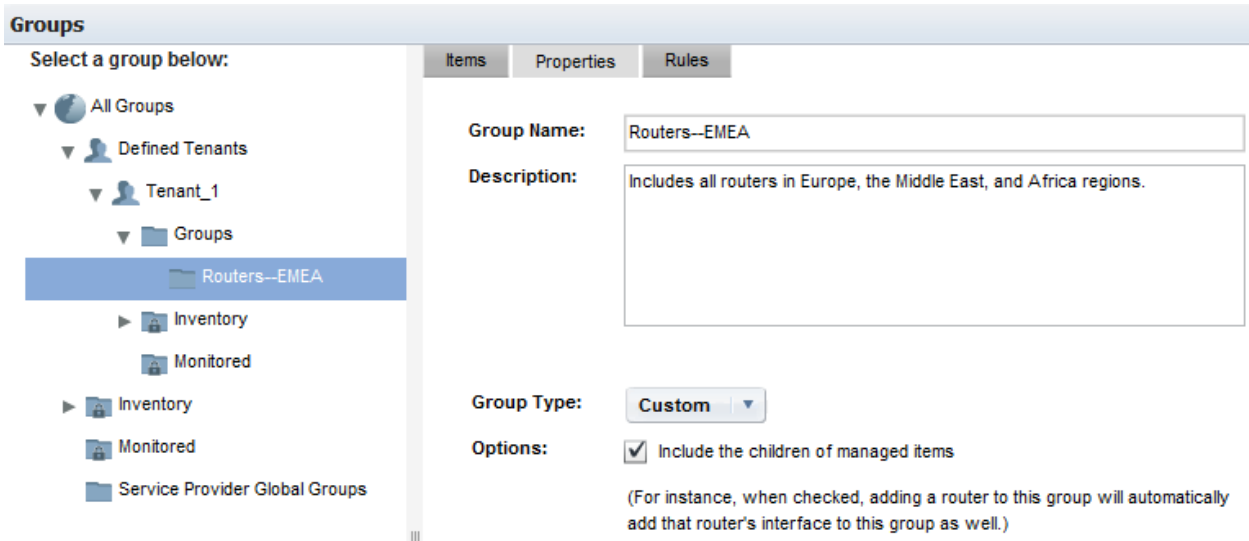 Groups
Select a group below:
All Groups
Defined Tenants
Tenant_1
Groups
Routers--EMEA
Inventory
Monitored
Inventory
Monitored
Service Provider Global Groups
Items Properties Rules
Group Name: Routers--EMEA
Description: Includes all routers in Europe, the Middle East, and Africa regions.
Group Type: Custom
Options: Include the children of managed items
(For instance, when checked, adding a router to this group will automatically
add that router's interface to this group as well.)